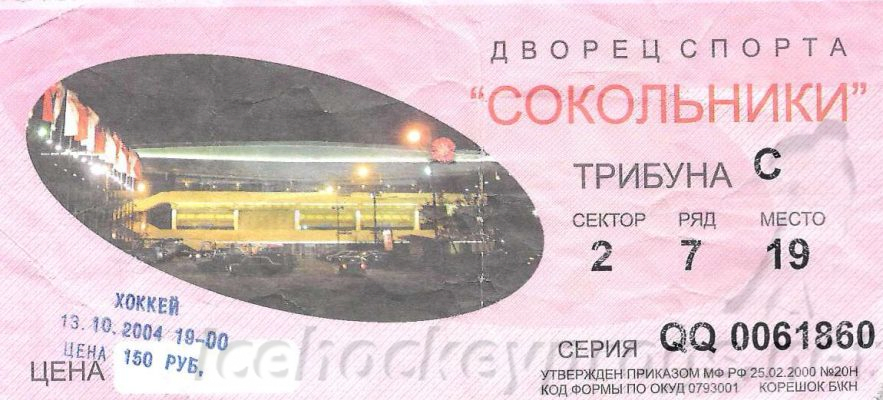 ДВОРЕЦ СПОРТА
"СОКОЛЬНИКИ"
ТРИБУНА С
СЕКТОР РЯД МЕСТО
2 7 19
ХОККЕЙ
13.10.2004 19-00
ЦЕНА 150 РУБ.
ЦЕНА
СЕРИЯ QQ 0061860
УТВЕРЖДЕН ПРИКАЗОМ МФ РФ 25.02.2000 №20Н
КОД ФОРМЫ ПО ОКУД 0793001 КОРЕШОК Б\КН